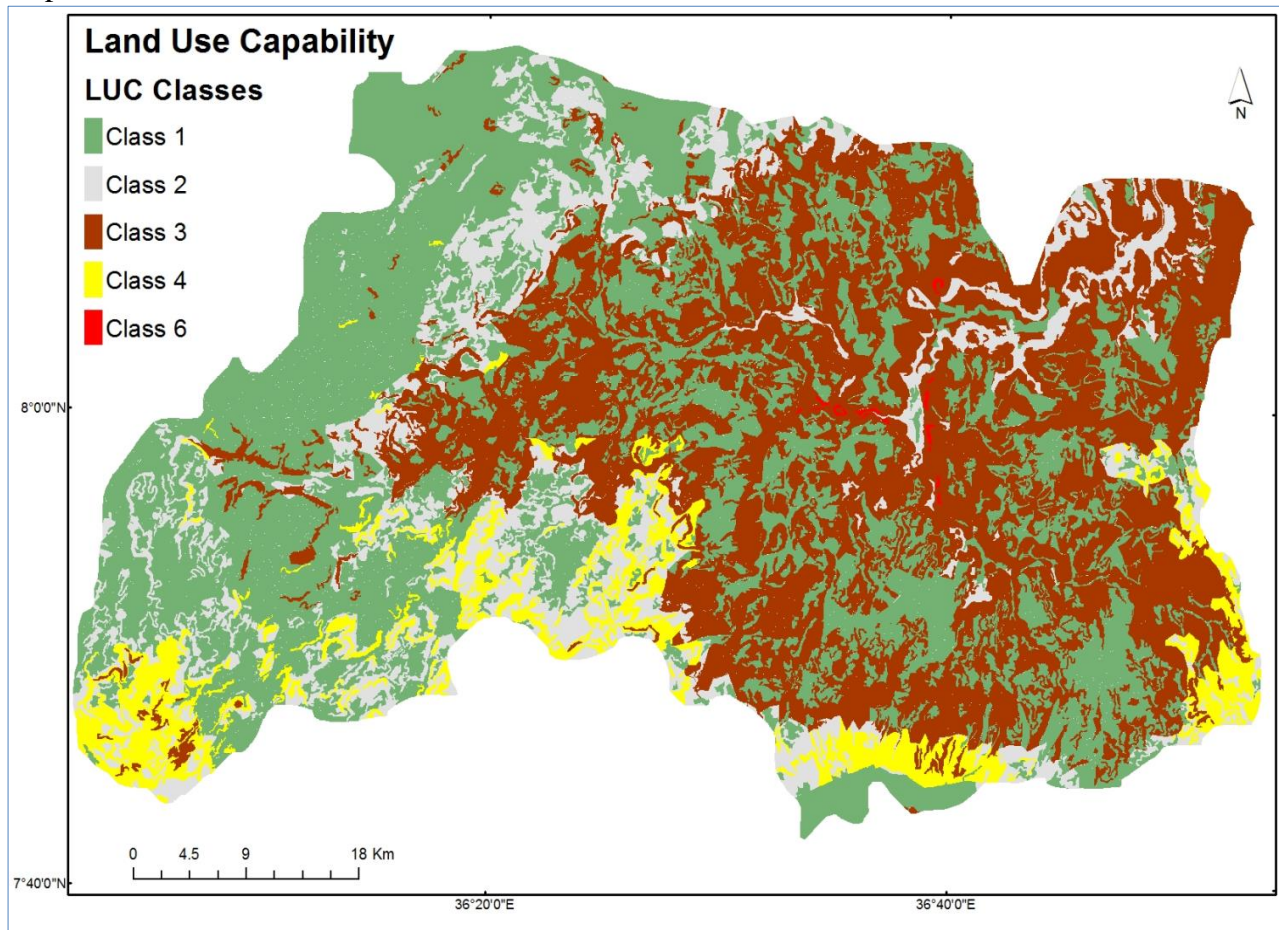 Land Use Capability
LUC Classes
Class 1
Class 2
Class 3
Class 4
Class 6
N
8°0'0"N
0 4.5 9 18 Km
7°40'0"N
36°20'0"E 36°40'0"E